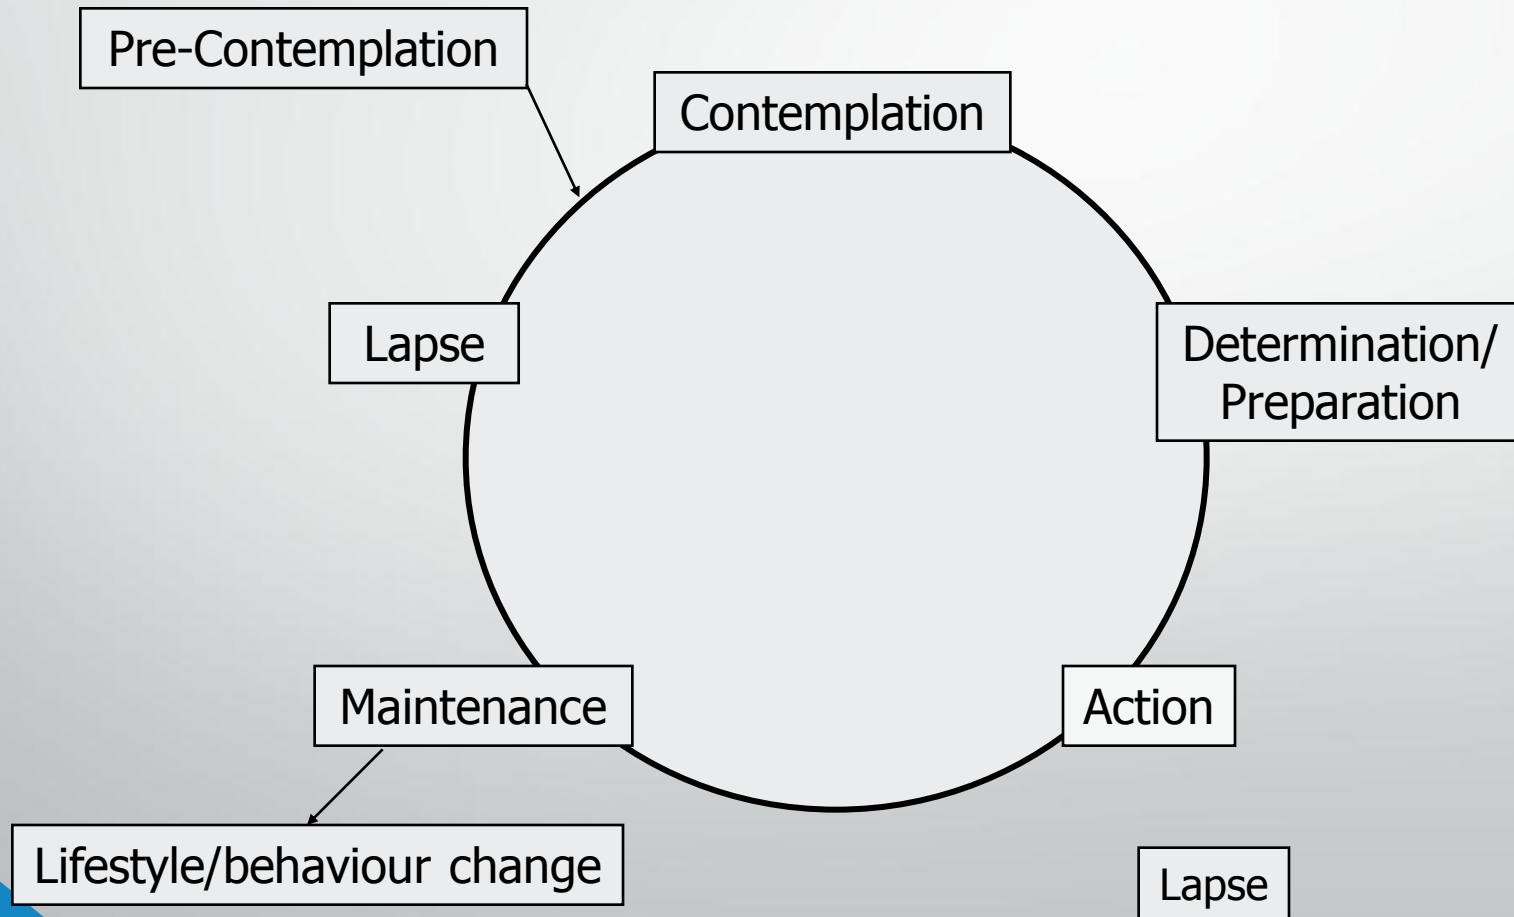 Pre-Contemplation
Contemplation
Lapse
Determination/
Preparation
Maintenance
Action
Lifestyle/behaviour change
Lapse